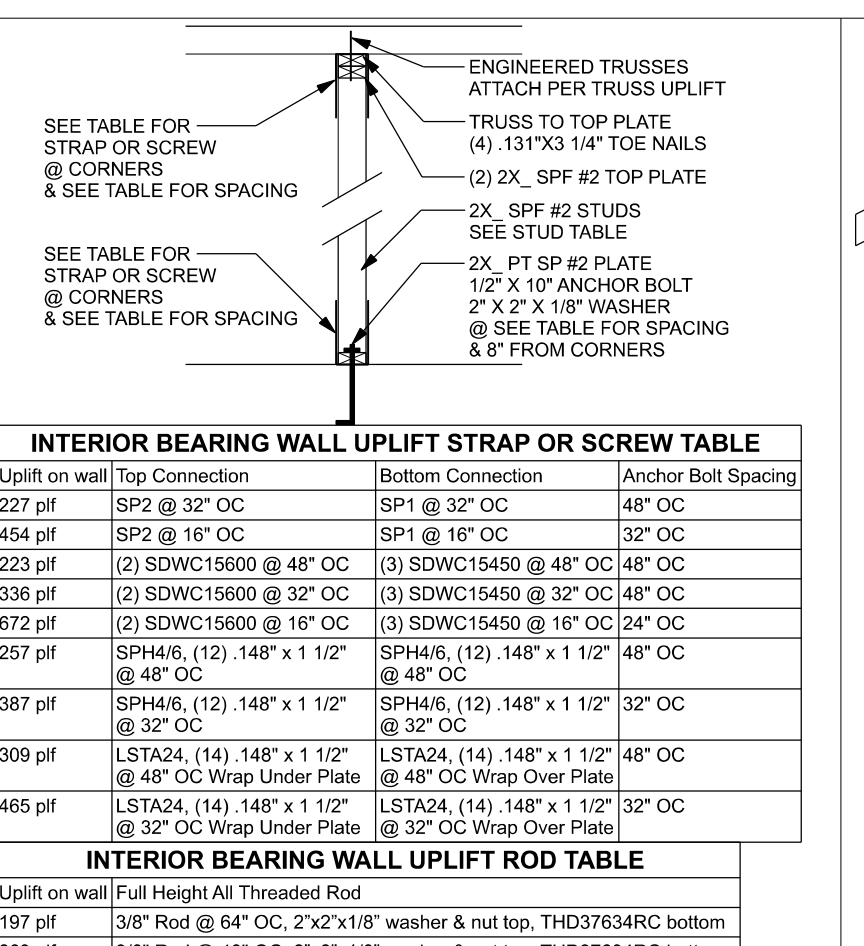 ENGINEERED TRUSSES
ATTACH PER TRUSS UPLIFT
TRUSS TO TOP PLATE
(4) .131"X3 1/4" TOE NAILS
(2) 2X_ SPF #2 TOP PLATE
2X_ SPF #2 STUDS
SEE STUD TABLE
2X_ PT SP #2 PLATE
1/2" X 10" ANCHOR BOLT
2" X 2" X 1/8" WASHER
@ SEE TABLE FOR SPACING
& 8" FROM CORNERS
SEE TABLE FOR
STRAP OR SCREW
@ CORNERS
& SEE TABLE FOR SPACING
SEE TABLE FOR
STRAP OR SCREW
@ CORNERS
& SEE TABLE FOR SPACING
INTERIOR BEARING WALL UPLIFT STRAP OR SCREW TABLE
Uplift on wall Top Connection Bottom Connection Anchor Bolt Spacing
227 plf SP2 @ 32" OC SP1 @ 32" OC 48" OC
454 plf SP2 @ 16" OC SP1 @ 16" OC 32" OC
223 plf (2) SDWC15600 @ 48" OC (3) SDWC15450 @ 48" OC 48" OC
336 plf (2) SDWC15600 @ 32" OC (3) SDWC15450 @ 32" OC 48" OC
672 plf (2) SDWC15600 @ 16" OC (3) SDWC15450 @ 16" OC 24" OC
257 plf SPH4/6, (12) .148" x 1 1/2" SPH4/6, (12) .148" x 1 1/2" 48" OC
@ 48" OC @ 48" OC
387 plf SPH4/6, (12) .148" x 1 1/2" SPH4/6, (12) .148" x 1 1/2" 32" OC
@ 32" OC @ 32" OC
309 plf LSTA24, (14) .148" x 1 1/2" LSTA24, (14) .148" x 1 1/2" 48" OC
@ 48" OC Wrap Under Plate @ 48" OC Wrap Over Plate
465 plf LSTA24, (14) .148" x 1 1/2" LSTA24, (14) .148" x 1 1/2" 32" OC
@ 32" OC Wrap Under Plate @ 32" OC Wrap Over Plate
INTERIOR BEARING WALL UPLIFT ROD TABLE
Uplift on wall Full Height All Threaded Rod
197 plf 3/8" Rod @ 64" OC, 2”x2”x1/8” washer & nut top, THD37634RC bottom